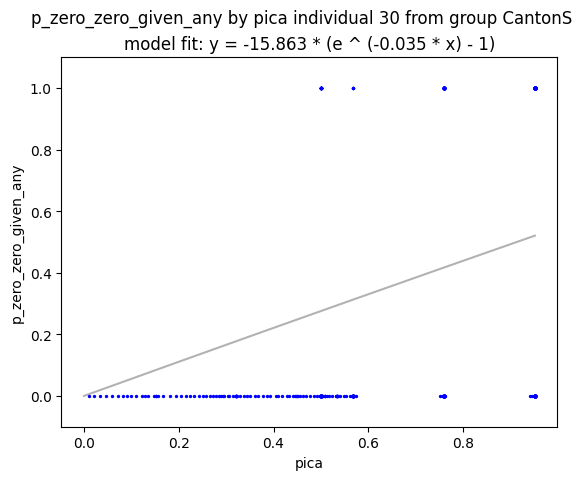 p_zero_zero_given_any by pica individual 30 from group CantonS
model fit: y = -15.863 * (e ^ (-0.035 * x) - 1)
p_zero_zero_given_any
1.0
0.8
0.6
0.4
0.2
0.0
0.0 0.2 0.4 0.6 0.8
pica